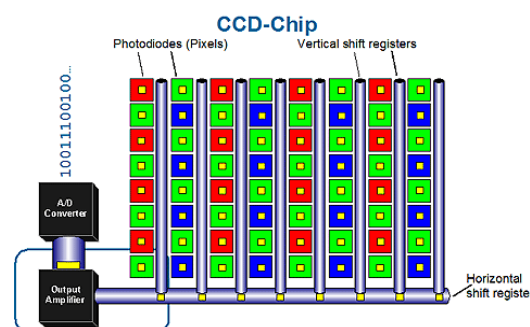 CCD-Chip
Photodiodes (Pixels)
Vertical shift registers
10011100100...
A/D
Converter
Output
Amplifier
Horizontal
shift registe